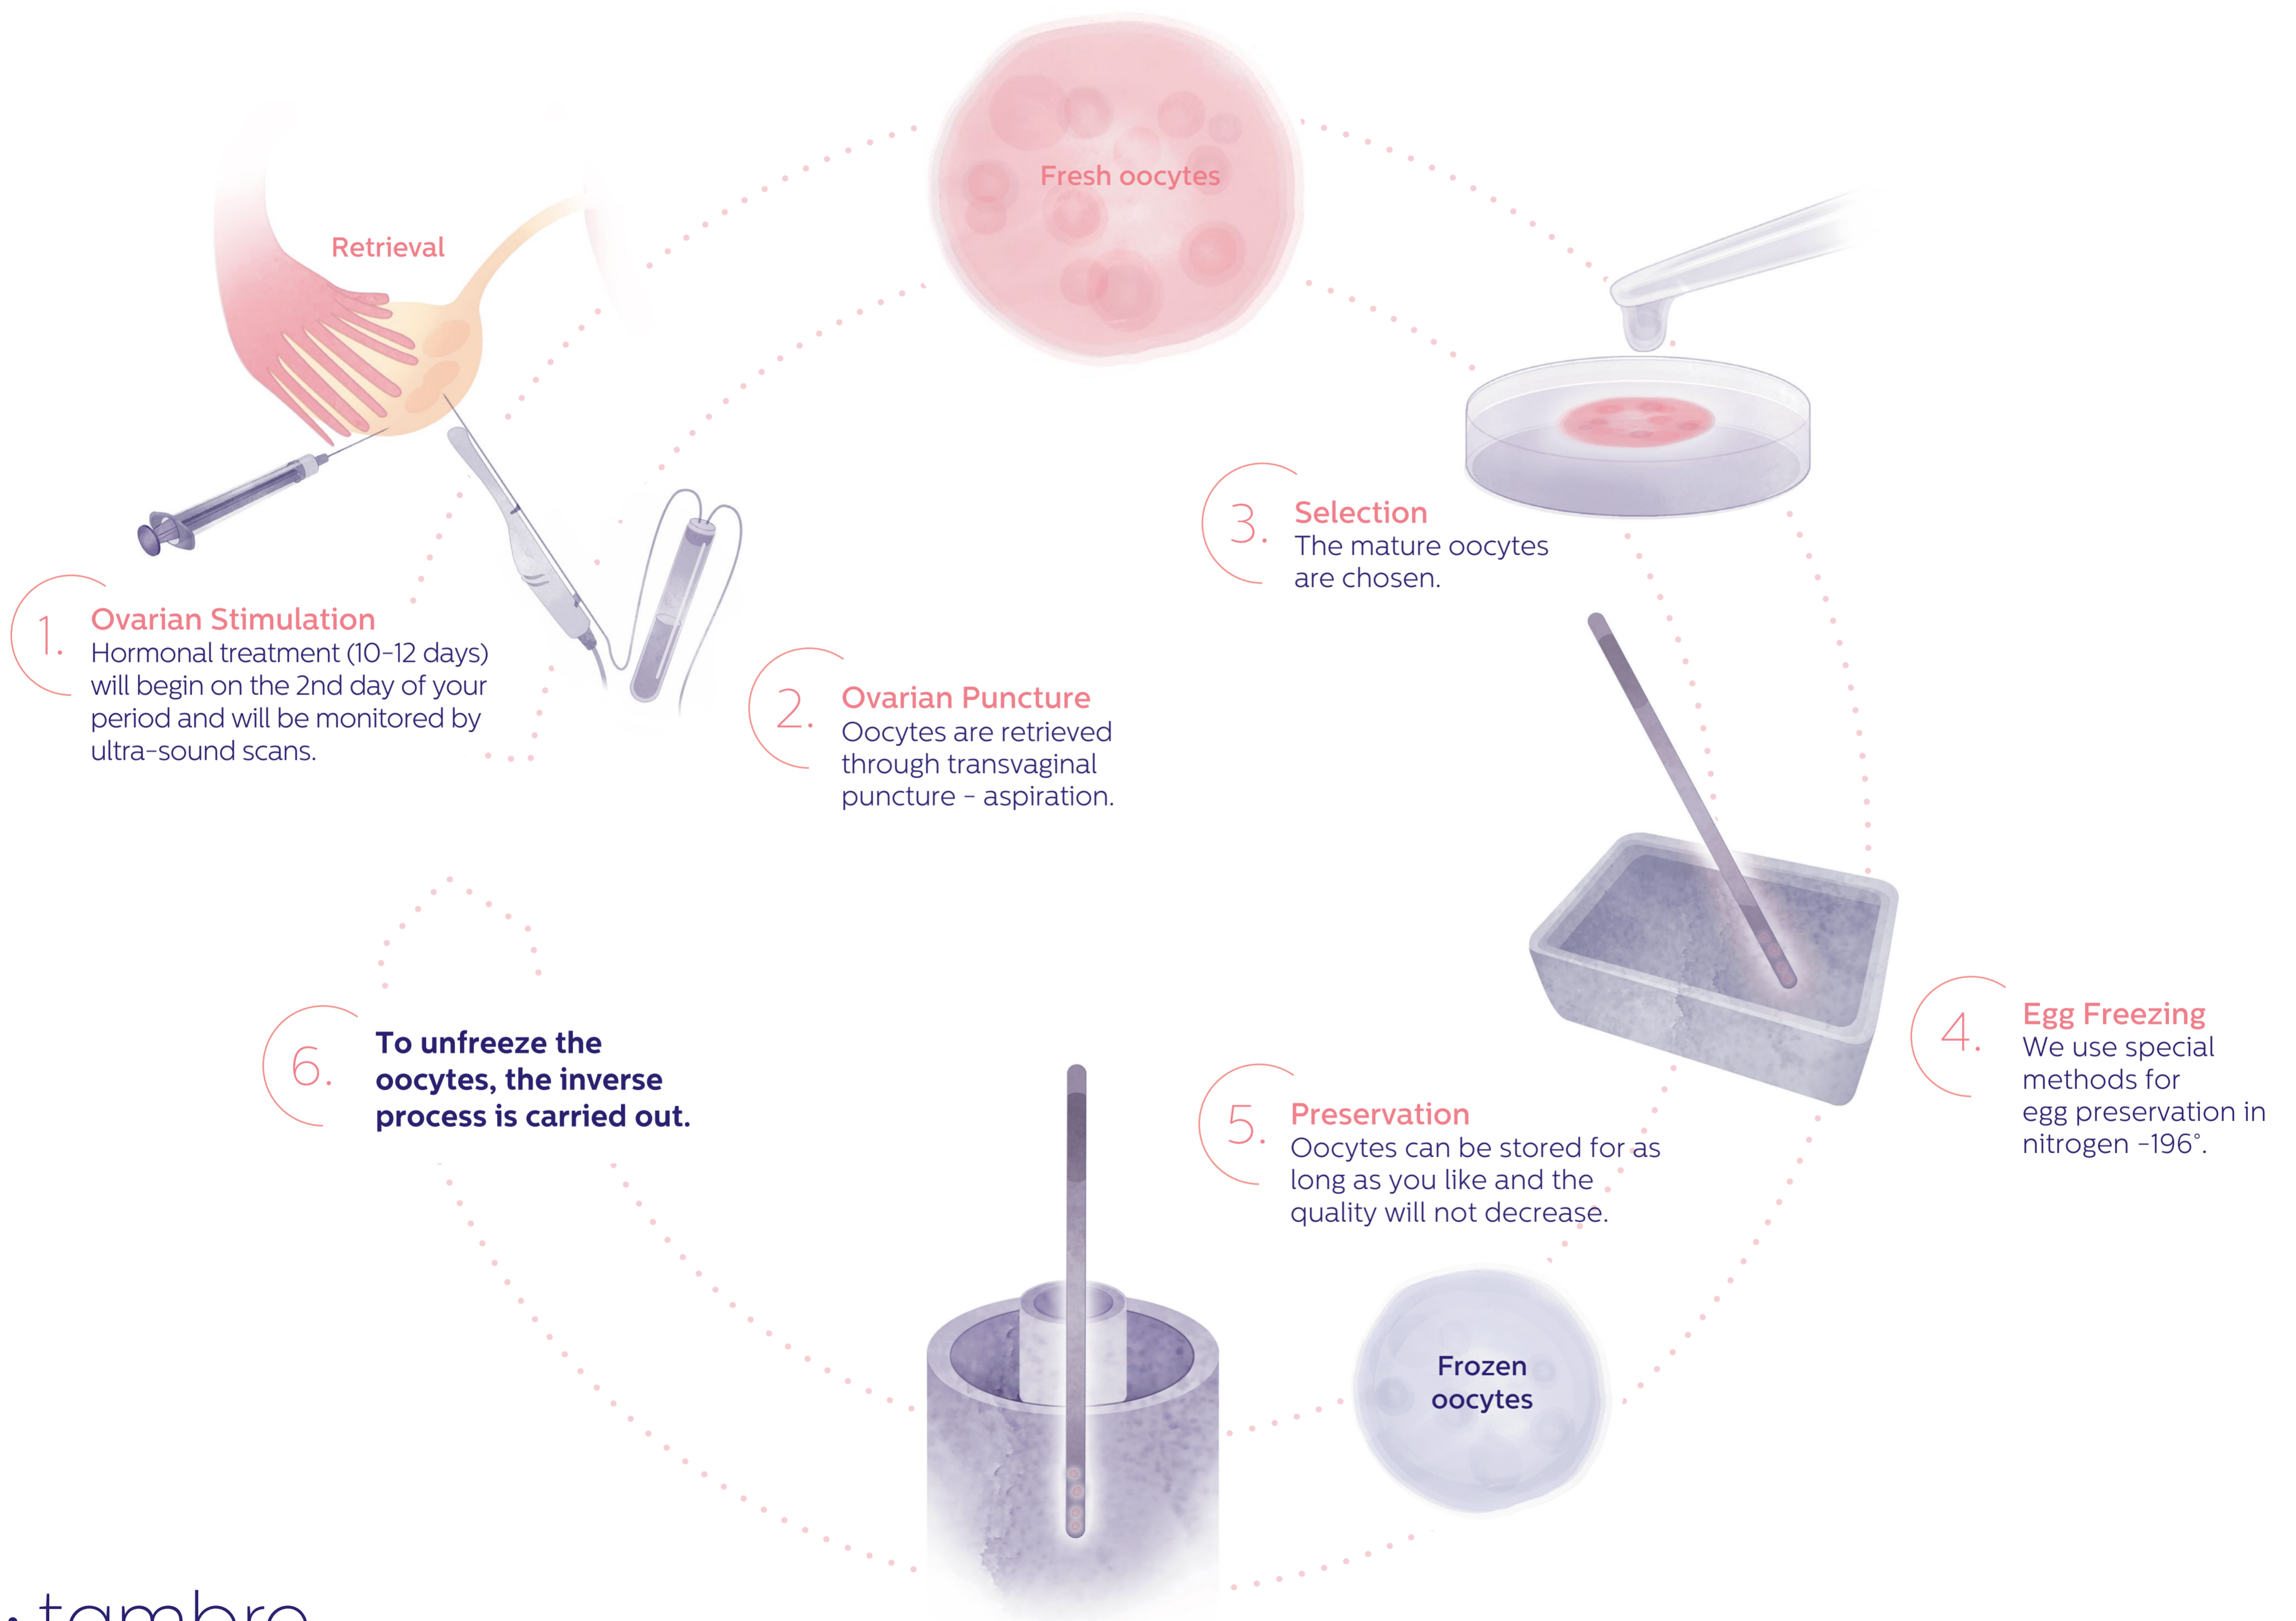 Fresh oocytes
Retrieval
1.
Ovarian Stimulation
Hormonal treatment (10-12 days)
will begin on the 2nd day of your
period and will be monitored by
ultra-sound scans.
2.
Ovarian Puncture
Oocytes are retrieved
through transvaginal
puncture - aspiration.
3.
Selection
The mature oocytes
are chosen.
4.
Egg Freezing
We use special
methods for
egg preservation in
nitrogen -196°.
5.
Preservation
Oocytes can be stored for as
long as you like and the
quality will not decrease.
Frozen
oocytes
6.
To unfreeze the
oocytes, the inverse
process is carried out.
tambre